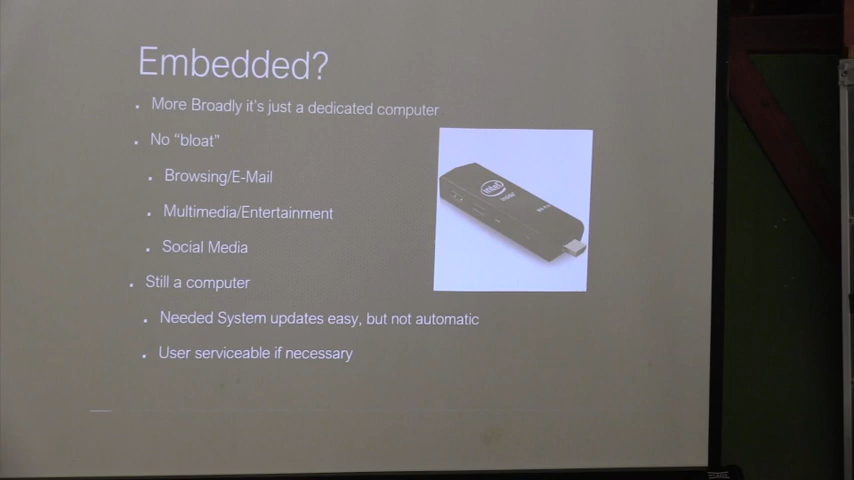 Embedded?
More Broadly it's just a dedicated computer
No "bloat"
Browsing/E-Mail
Multimedia/Entertainment
Social Media
Still a computer
Needed System updates easy, but not automatic
User serviceable if necessary
intel